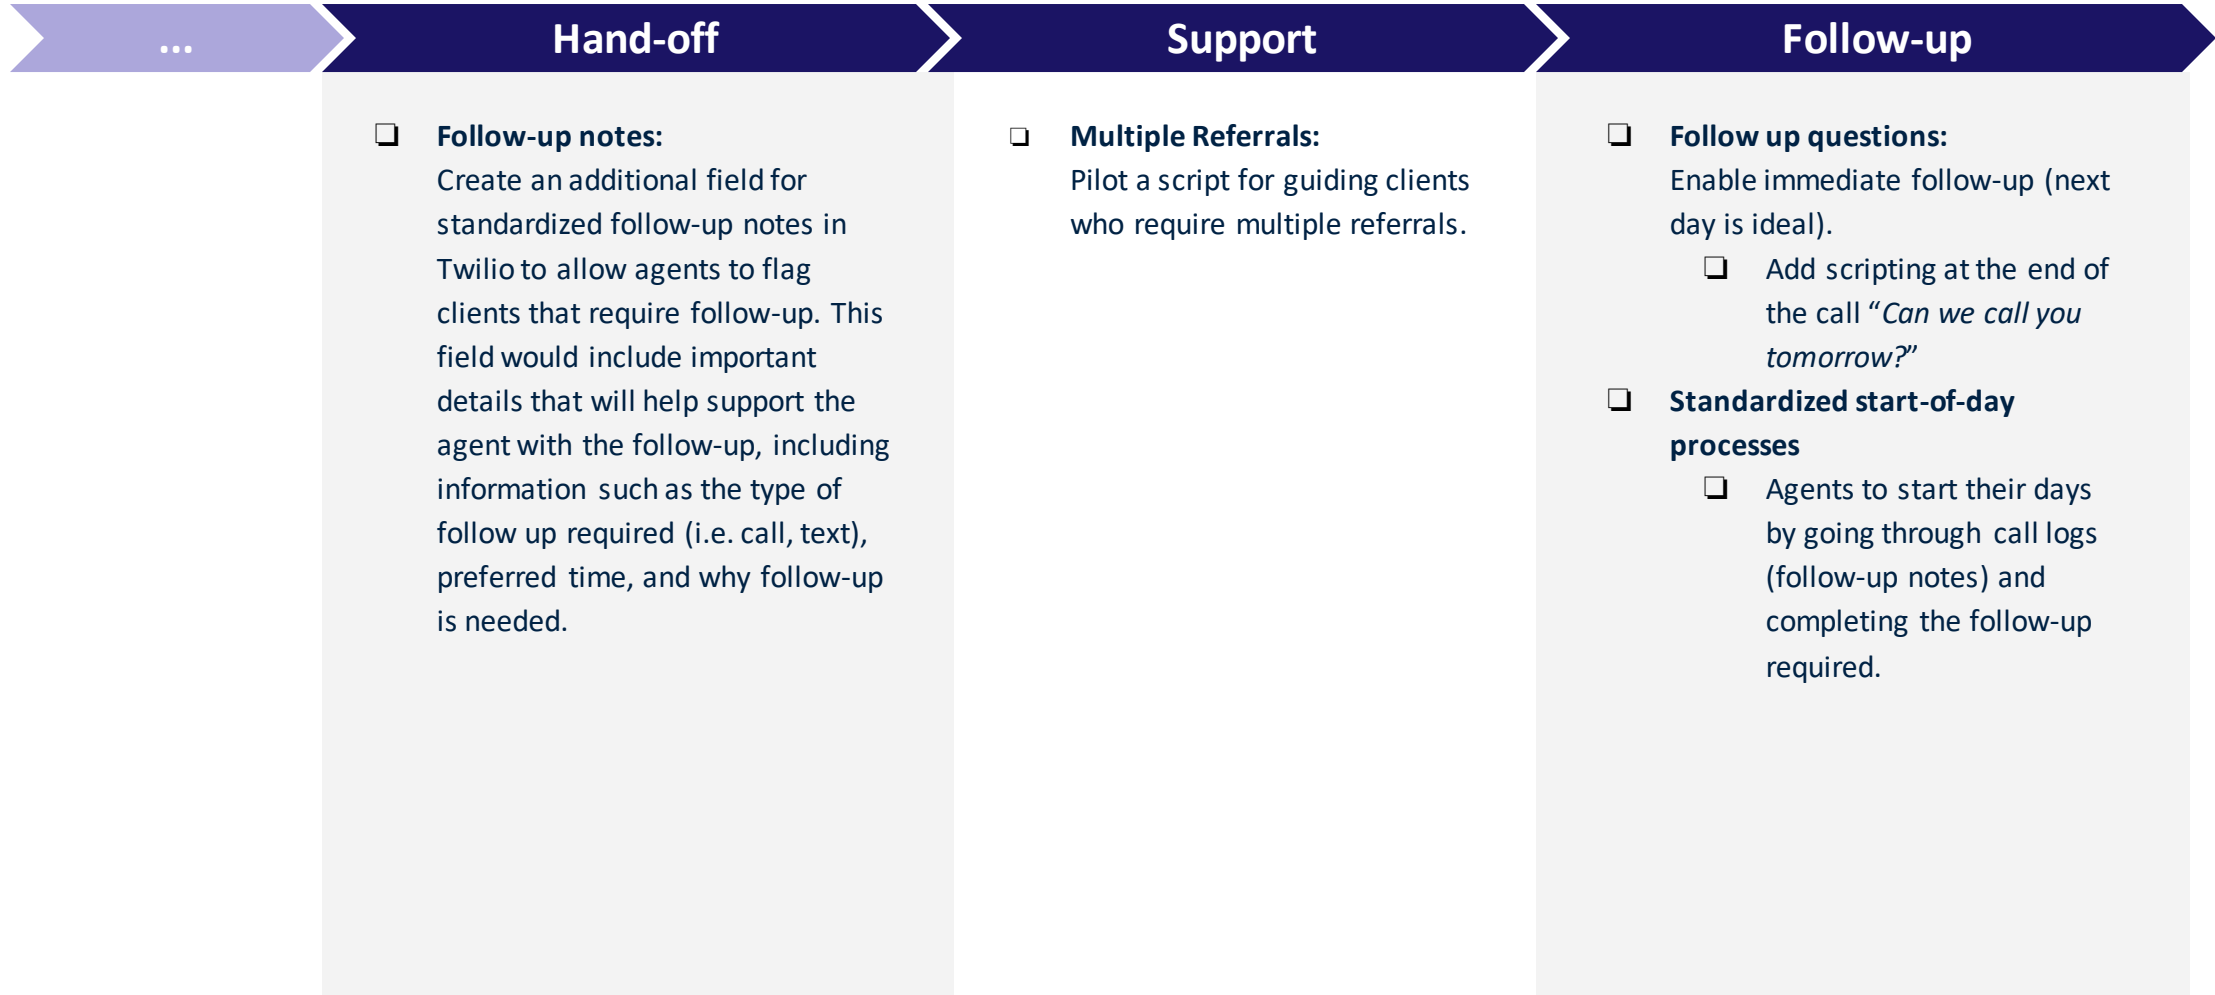 ...
Hand-off
Support
Follow-up
❏ Follow-up notes:
Create an additional field for
standardized follow-up notes in
Twilio to allow agents to flag
clients that require follow-up. This
field would include important
details that will help support the
agent with the follow-up, including
information such as the type of
follow up required (i.e. call, text),
preferred time, and why follow-up
is needed.
❏ Multiple Referrals:
Pilot a script for guiding clients
who require multiple referrals.
❏ Follow up questions:
Enable immediate follow-up (next
day is ideal).
❏ Add scripting at the end of
the call “Can we call you
tomorrow?”
❏ Standardized start-of-day
processes
❏ Agents to start their days
by going through call logs
(follow-up notes) and
completing the follow-up
required.